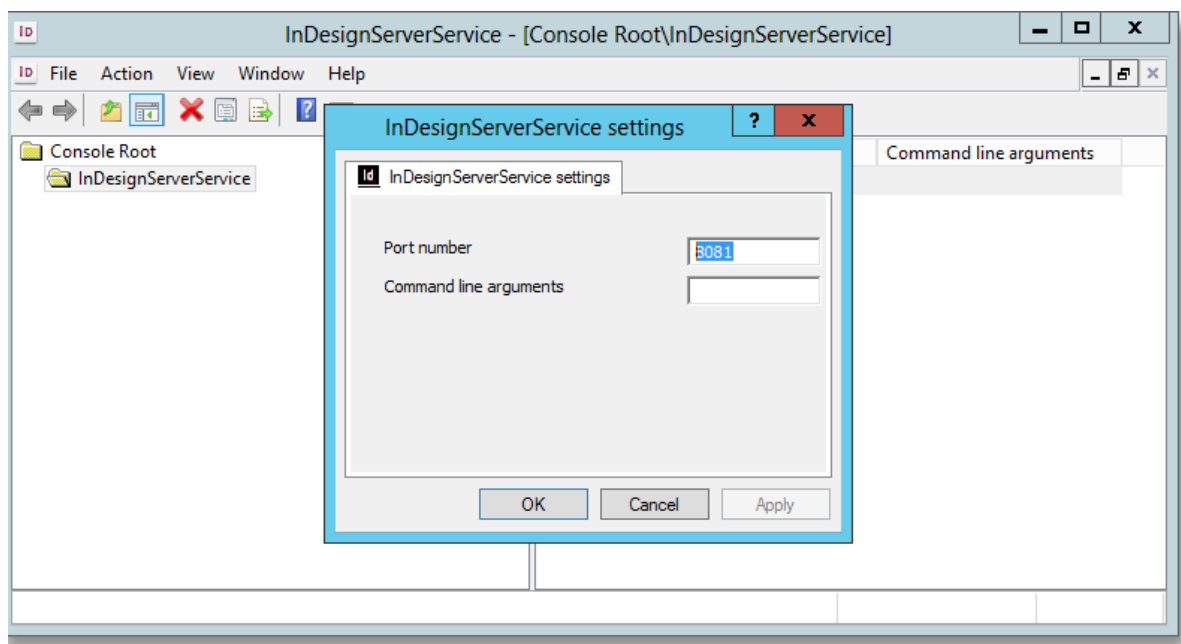 ID InDesignServerService - [Console Root\InDesignServerService]
ID File Action View Window Help
InDesignServerService settings
Console Root
Command line arguments
InDesignServerService
Id InDesignServerService settings
Port number 8081
Command line arguments
OK Cancel Apply